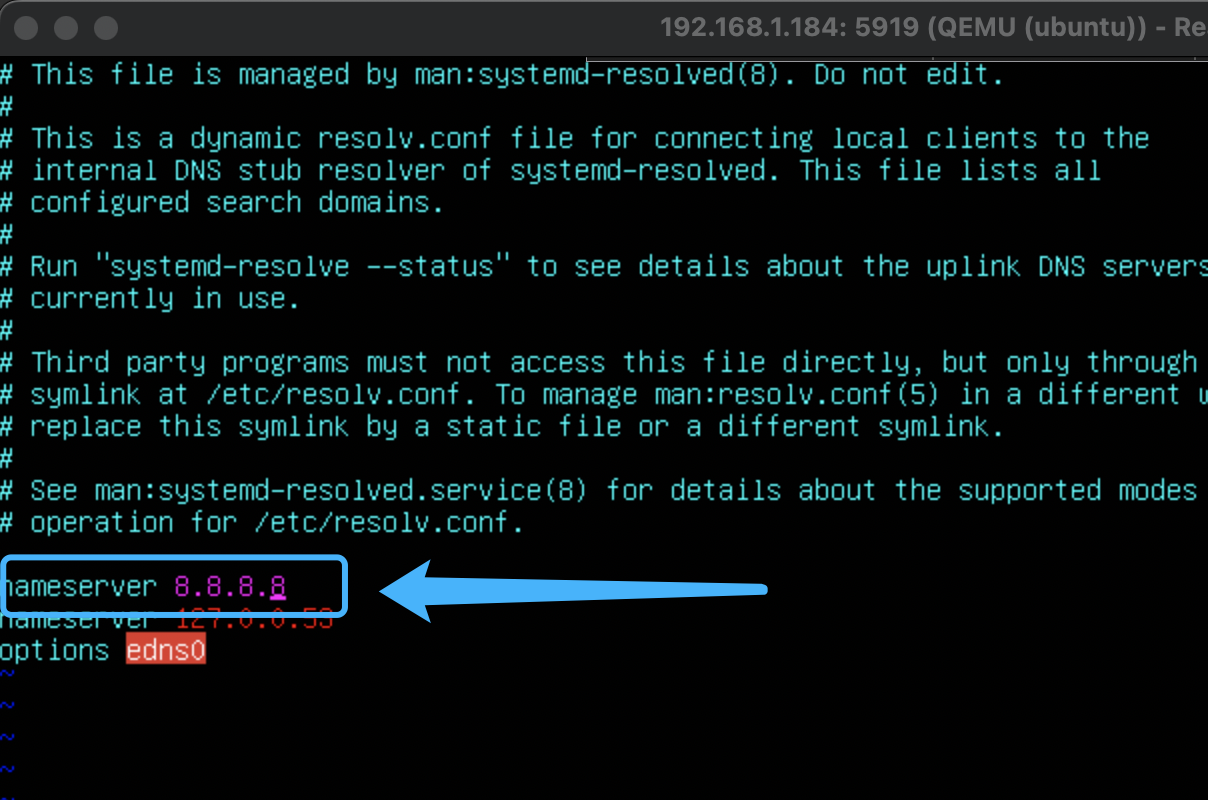 192.168.1.184: 5919 (QEMU (ubuntu)) -
# This file is managed by man:systemd-resolved(8). Do not edit.
#
# This is a dynamic resolv.conf file for connecting local clients to the
# internal DNS stub resolver of systemd-resolved. This file lists all
# configured search domains.
#
# Run "systemd-resolve --status" to see details about the uplink DNS servers
# currently in use.
#
# Third party programs must not access this file directly, but only through
# symlink at /etc/resolv.conf. To manage man:resolv.conf(5) in a different
# replace this symlink by a static file or a different symlink.
#
# See man:systemd-resolved.service(8) for details about the supported modes
# operation for /etc/resolv.conf.
nameserver 8.8.8.8
nameserver 127.0.0.53
options edns0
~
~
~
~
~